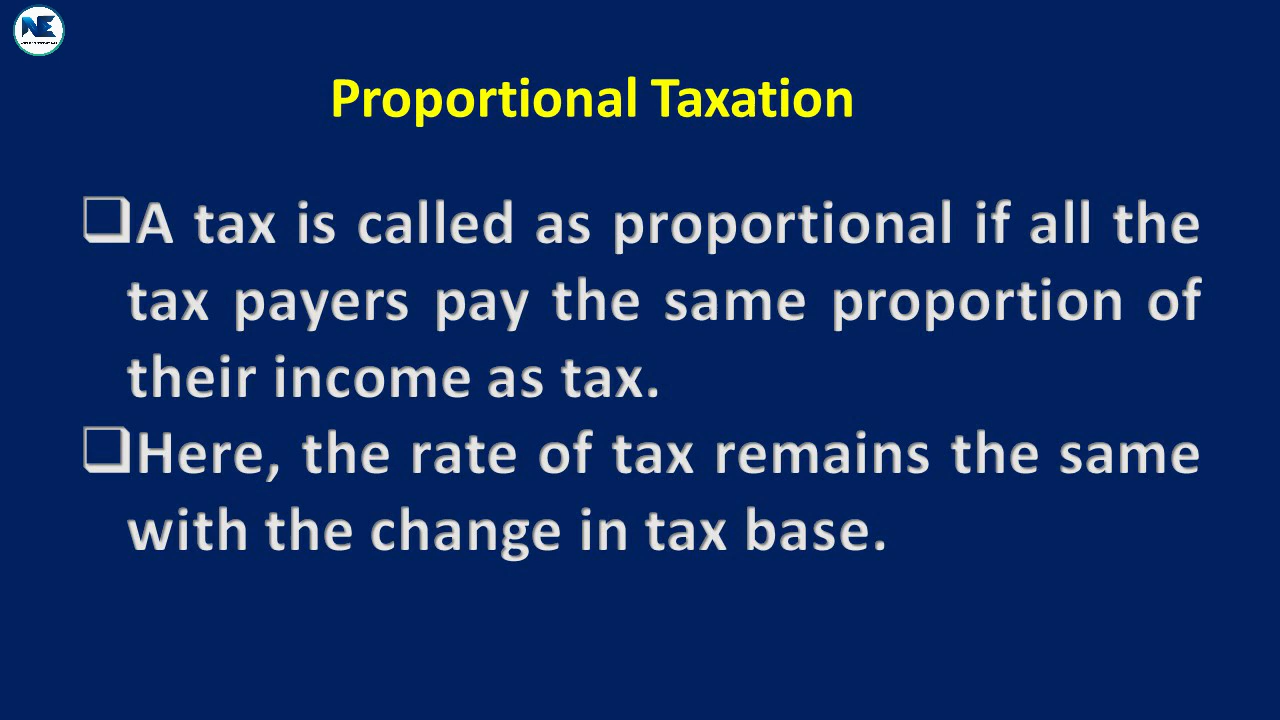 NE
Proportional Taxation
❑A tax is called as proportional if all the
tax payers pay the same proportion of
their income as tax.
❑Here, the rate of tax remains the same
with the change in tax base.